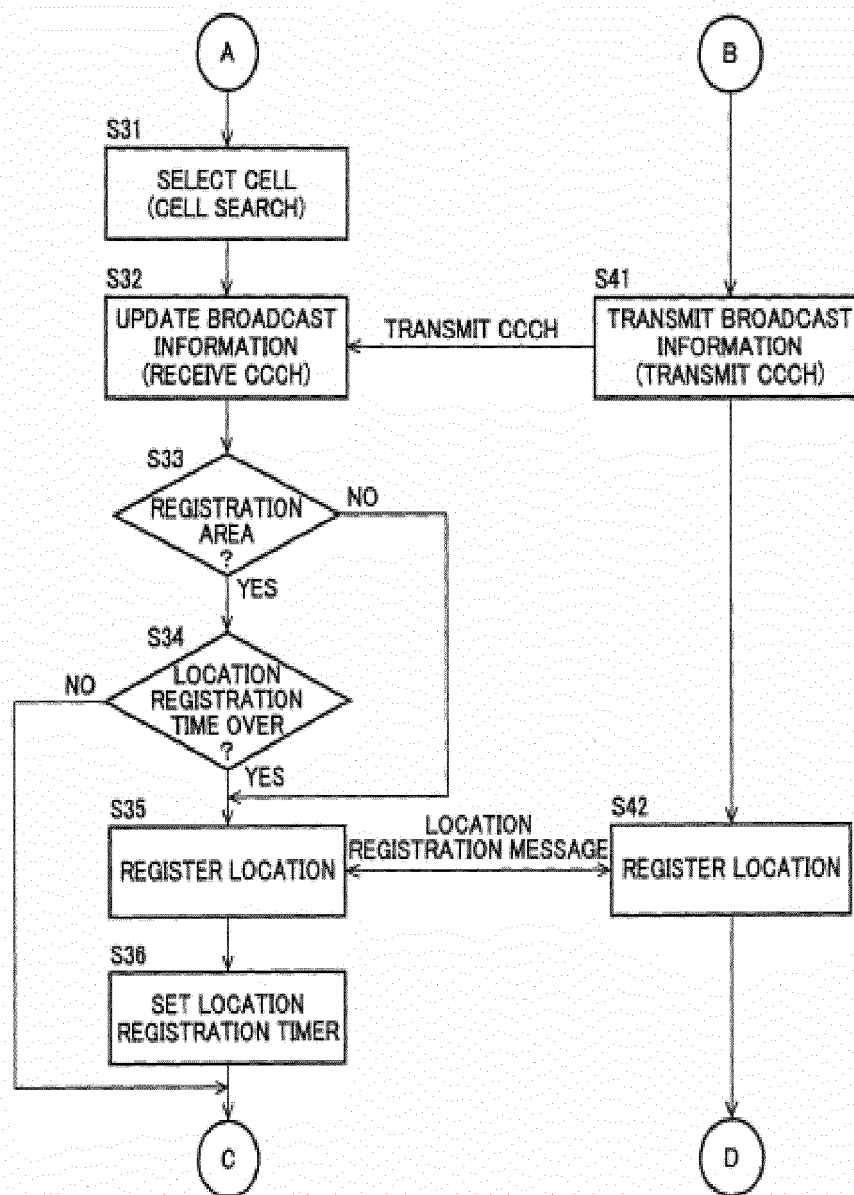 A
B
S31
SELECT CELL
(CELL SEARCH)
S32
UPDATE BROADCAST
INFORMATION
(RECEIVE CCCH)
TRANSMIT CCCH
S41
TRANSMIT BROADCAST
INFORMATION
(TRANSMIT CCCH)
S33
REGISTRATION
AREA
?
NO
YES
S34
LOCATION
REGISTRATION
TIME OVER
?
NO
YES
S35
REGISTER LOCATION
LOCATION
REGISTRATION MESSAGE
S42
REGISTER LOCATION
S36
SET LOCATION
REGISTRATION TIMER
C
D